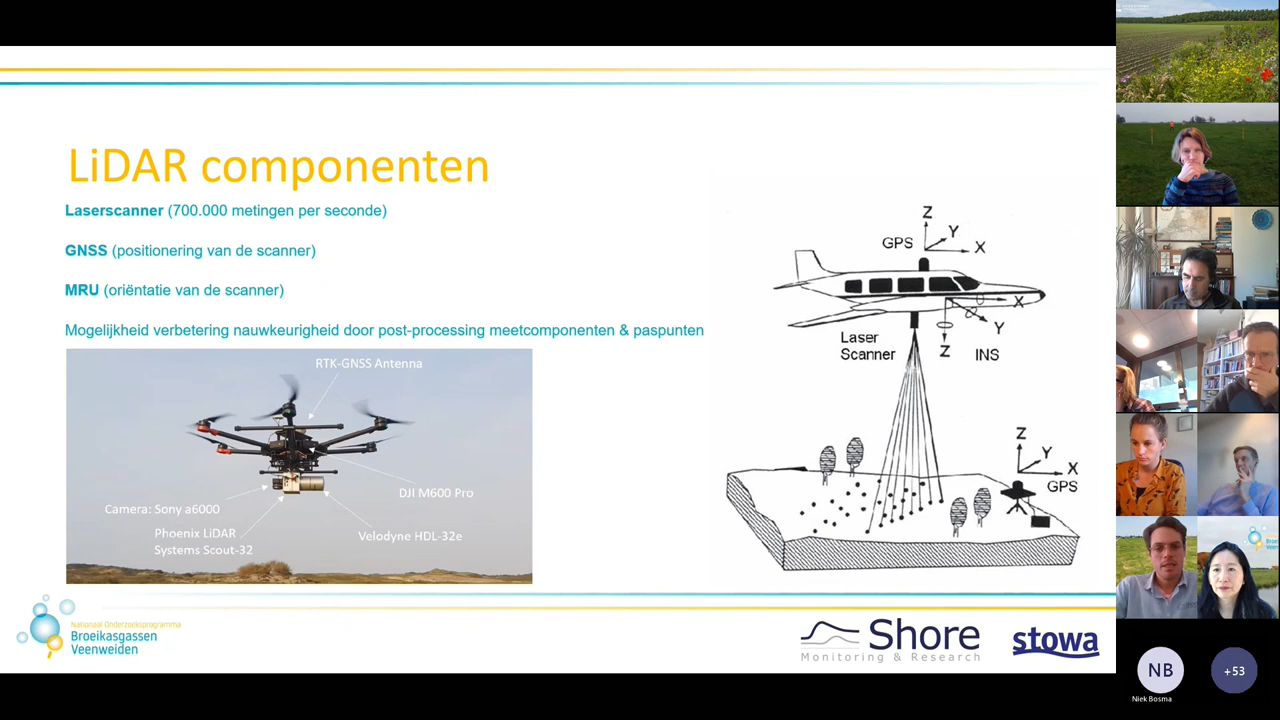 LiDAR componenten
Laserscanner (700.000 metingen per seconde)
GNSS (positionering van de scanner)
MRU (oriëntatie van de scanner)
Mogelijkheid verbetering nauwkeurigheid door post-processing meetcomponenten & paspunten
RTK-GNSS Antenna
DJI M600 Pro
Camera: Sony a6000
Phoenix LiDAR
Systems Scout-32
Velodyne HDL-32e
Z
Y
GPS
X
X
Y
Laser
Scanner
Z
INS
Z
Y
X
GPS
Nationaal Onderzoeksprogramma
Broeikasgassen
Veenweiden
Shore
Monitoring & Research
stowa
NB
+53
Niek Bosma